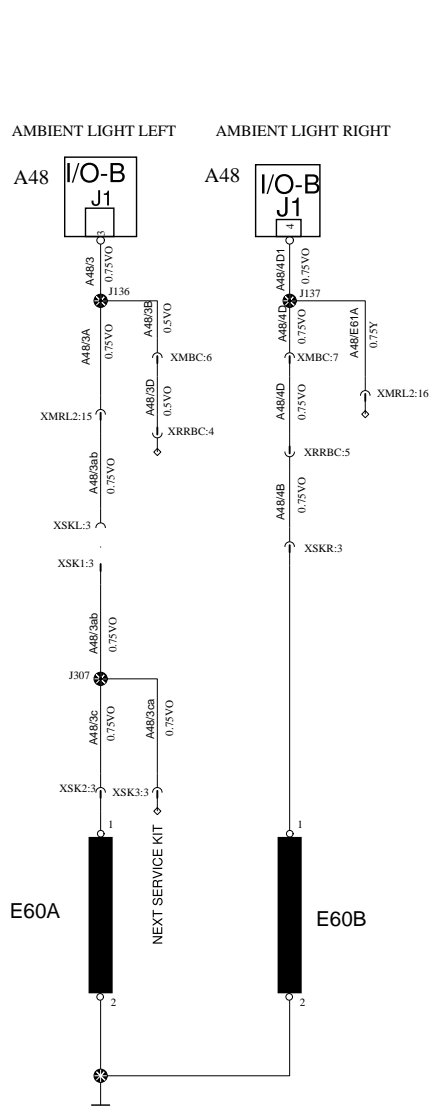 AMBIENT LIGHT LEFT
AMBIENT LIGHT RIGHT
A48
I/O-B
J1
3
A48/3
0.75VO
J136
A48/3A
0.75VO
A48/3B
0.5VO
XMBC:6
A48/3D
0.5VO
XRRBC:4
XMRL2:15
A48/3ab
0.75VO
XSKL:3
XSK1:3
A48/3ab
0.75VO
J307
A48/3c
0.75VO
A48/3ca
0.75VO
XSK2:3
XSK3:3
NEXT SERVICE KIT
1
E60A
2
A48
I/O-B
J1
4
A48/4D1
0.75VO
J137
A48/4D
0.75VO
A48/E61A
0.75Y
XMBC:7
XMRL2:16
A48/4D
0.75VO
XRRBC:5
A48/4B
0.75VO
XSKR:3
1
E60B
2